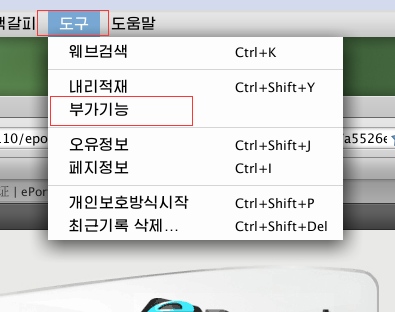 책갈피 도구 도움말
웹브검색 Ctrl+K
내리적재 Ctrl+Shift+Y
부가기능
110/epo a5526e
오유정보 Ctrl+Shift+J
페지정보 Ctrl+I
证 | ePor
개인보호방식시작 Ctrl+Shift+P
최근기록 삭제... Ctrl+Shift+Del